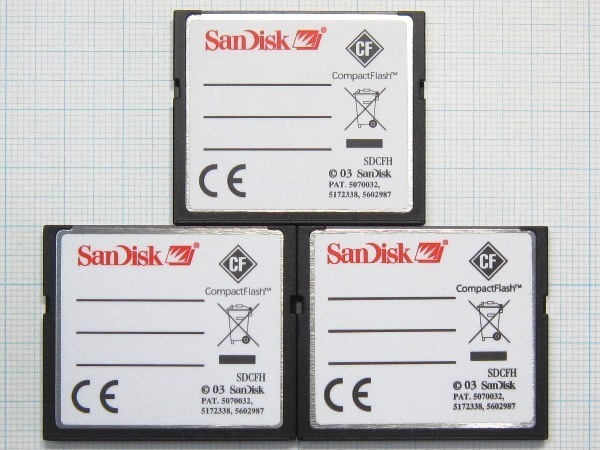 SanDisk ®
CF
CompactFlash™
SDCFH
© 03 SanDisk
PAT. 5070032,
5172338, 5602987
CE
SanDisk ®
CF
CompactFlash™
SDCFH
© 03 SanDisk
PAT. 5070032,
5172338, 5602987
CE
SanDisk ®
CF
CompactFlash™
SDCFH
© 03 SanDisk
PAT. 5070032,
5172338, 5602987
CE